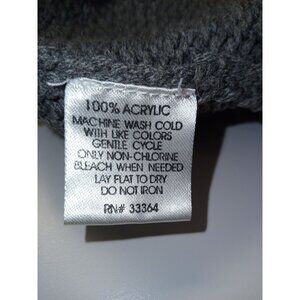 100% ACRYLIC
MACHINE WASH COLD
WITH LIKE COLORS
GENTLE CYCLE
ONLY NON-CHLORINE
BLEACH WHEN NEEDED
LAY FLAT TO DRY
DO NOT IRON
RN# 33364